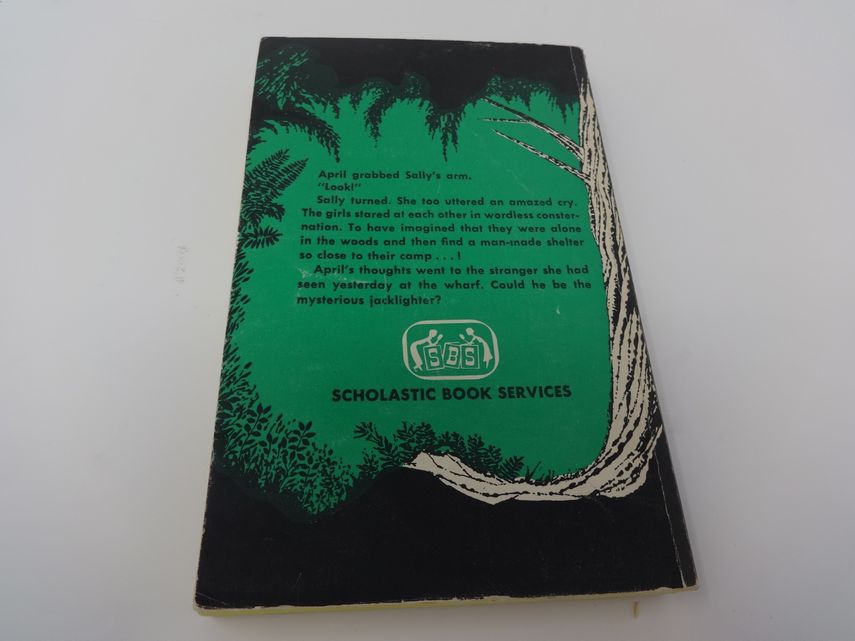 April grabbed Sally's arm.
"Look!"
Sally turned. She too uttered an amazed cry.
The girls stared at each other in wordless conster-
nation. To have imagined that they were alone
in the woods and then find a man-made shelter
so close to their camp . . . !
April's thoughts went to the stranger she had
seen yesterday at the wharf. Could he be the
mysterious jacklighter?
SBS
SCHOLASTIC BOOK SERVICES